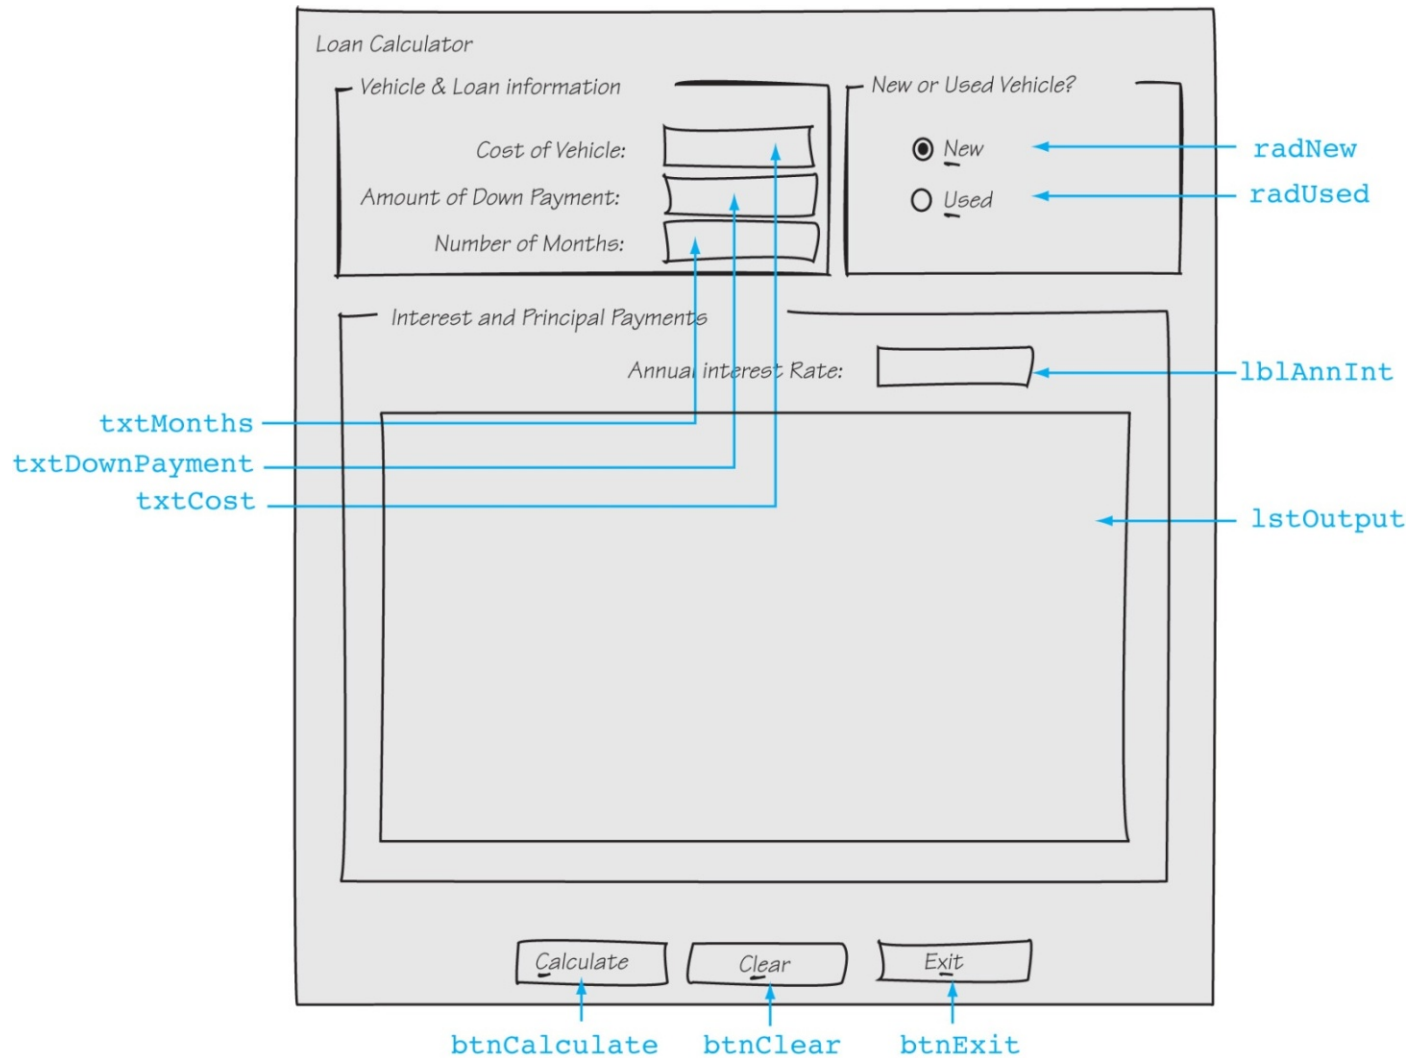 Loan Calculator
Vehicle & Loan information
New or Used Vehicle?
Cost of Vehicle:
New
radNew
Amount of Down Payment:
Used
radUsed
Number of Months:
Interest and Principal Payments
Annual interest Rate:
lblAnnInt
txtMonths
txtDownPayment
txtCost
lstOutput
Calculate
Clear
Exit
btnCalculate
btnClear
btnExit